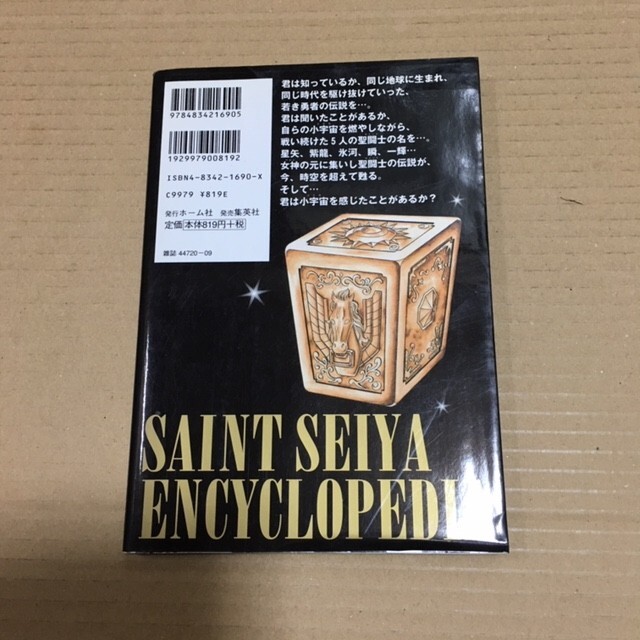 9784834216905
1929979008192
ISBN4-8342-1690-X
C9979 ¥819E
発行ホーム社 発売集英社
定価 本体819円+税
雑誌 44720-09
君は知っているか、同じ地球に生まれ、
同じ時代を駆け抜けていった、
若き勇者の伝説を…。
君は聞いたことがあるか、
自らの小宇宙を燃やしながら、
戦い続けた5人の聖闘士の名を…。
星矢、紫龍、氷河、瞬、一輝…
女神の元に集いし聖闘士の伝説が、
今、時空を超えて甦る。
そして…
君は小宇宙を感じたことがあるか?
SAINT SEIYA
ENCYCLOPEDI